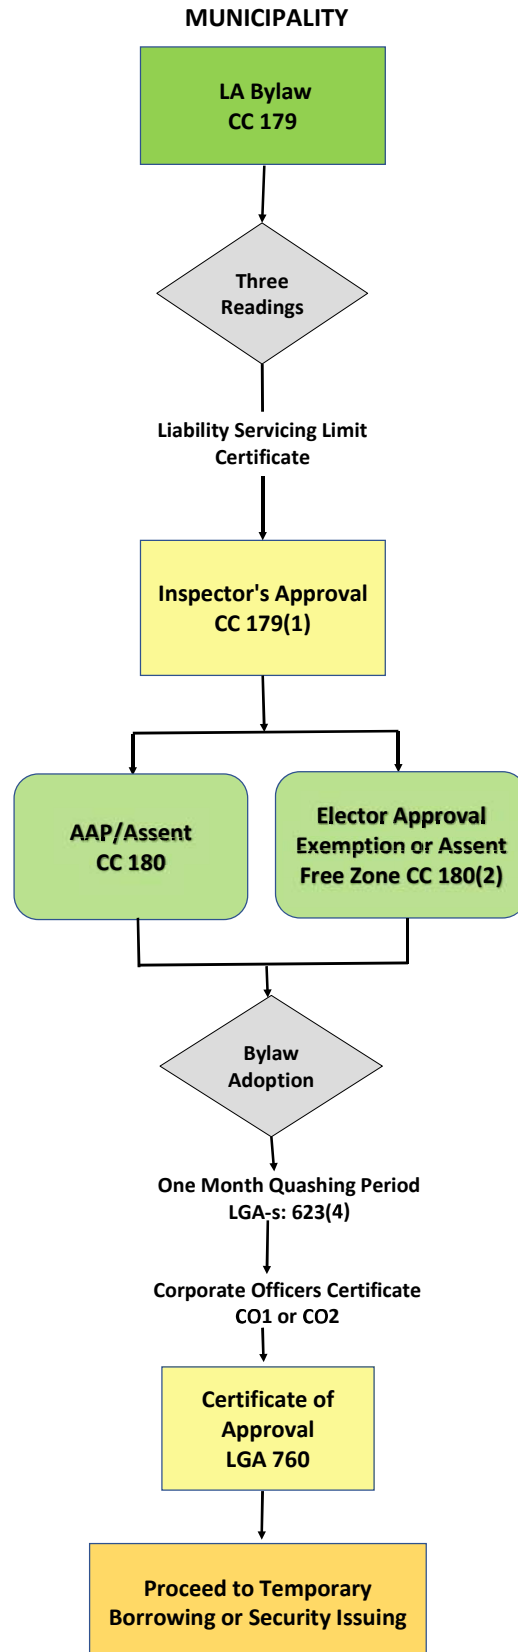 MUNICIPALITY
LA Bylaw
CC 179
Three
Readings
Liability Servicing Limit
Certificate
Inspector's Approval
CC 179(1)
AAP/Assent
CC 180
Elector Approval
Exemption or Assent
Free Zone CC 180(2)
Bylaw
Adoption
One Month Quashing Period
LGA-s: 623(4)
Corporate Officers Certificate
CO1 or CO2
Certificate of
Approval
LGA 760
Proceed to Temporary
Borrowing or Security Issuing